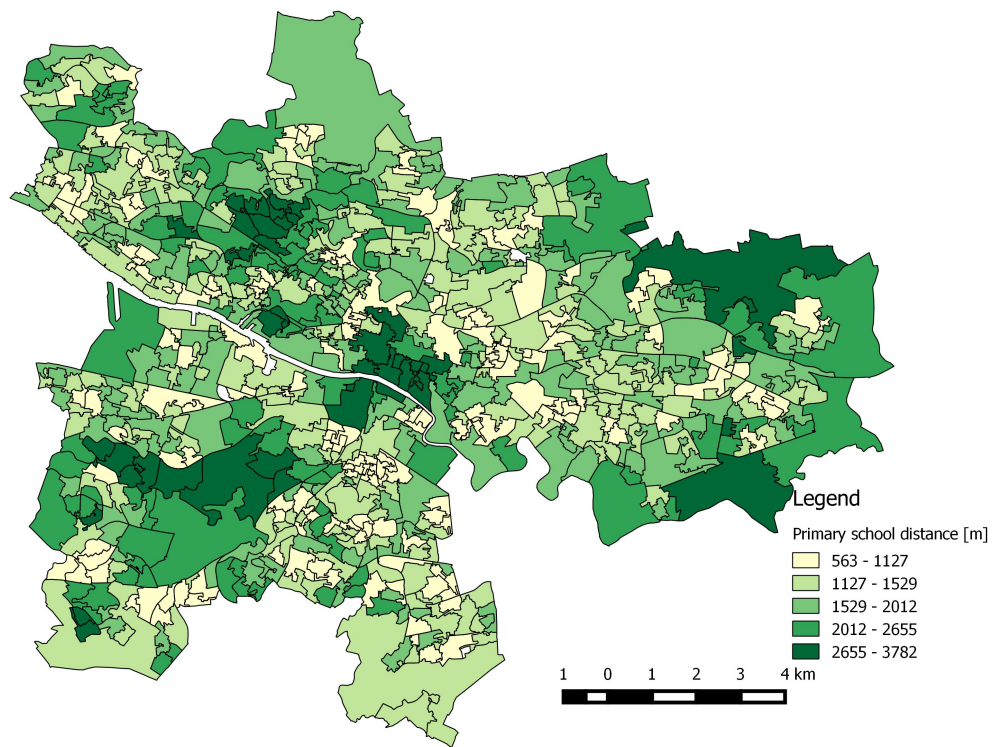 Legend
Primary school distance [m]
563 - 1127
1127 - 1529
1529 - 2012
2012 - 2655
2655 - 3782
1 0 1 2 3 4 km